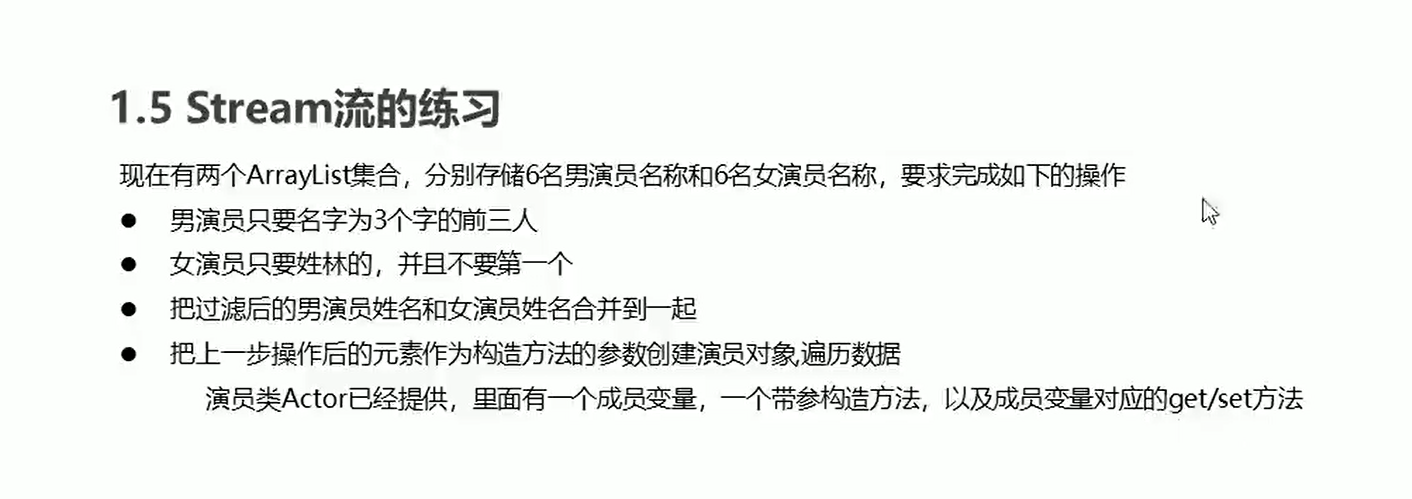 1.5 Stream流的练习
现在有两个ArrayList集合，分别存储6名男演员名称和6名女演员名称，要求完成如下的操作
● 男演员只要名字为3个字的前三人
● 女演员只要姓林的，并且不要第一个
● 把过滤后的男演员姓名和女演员姓名合并到一起
● 把上一步操作后的元素作为构造方法的参数创建演员对象,遍历数据
演员类Actor已经提供，里面有一个成员变量，一个带参构造方法，以及成员变量对应的get/set方法